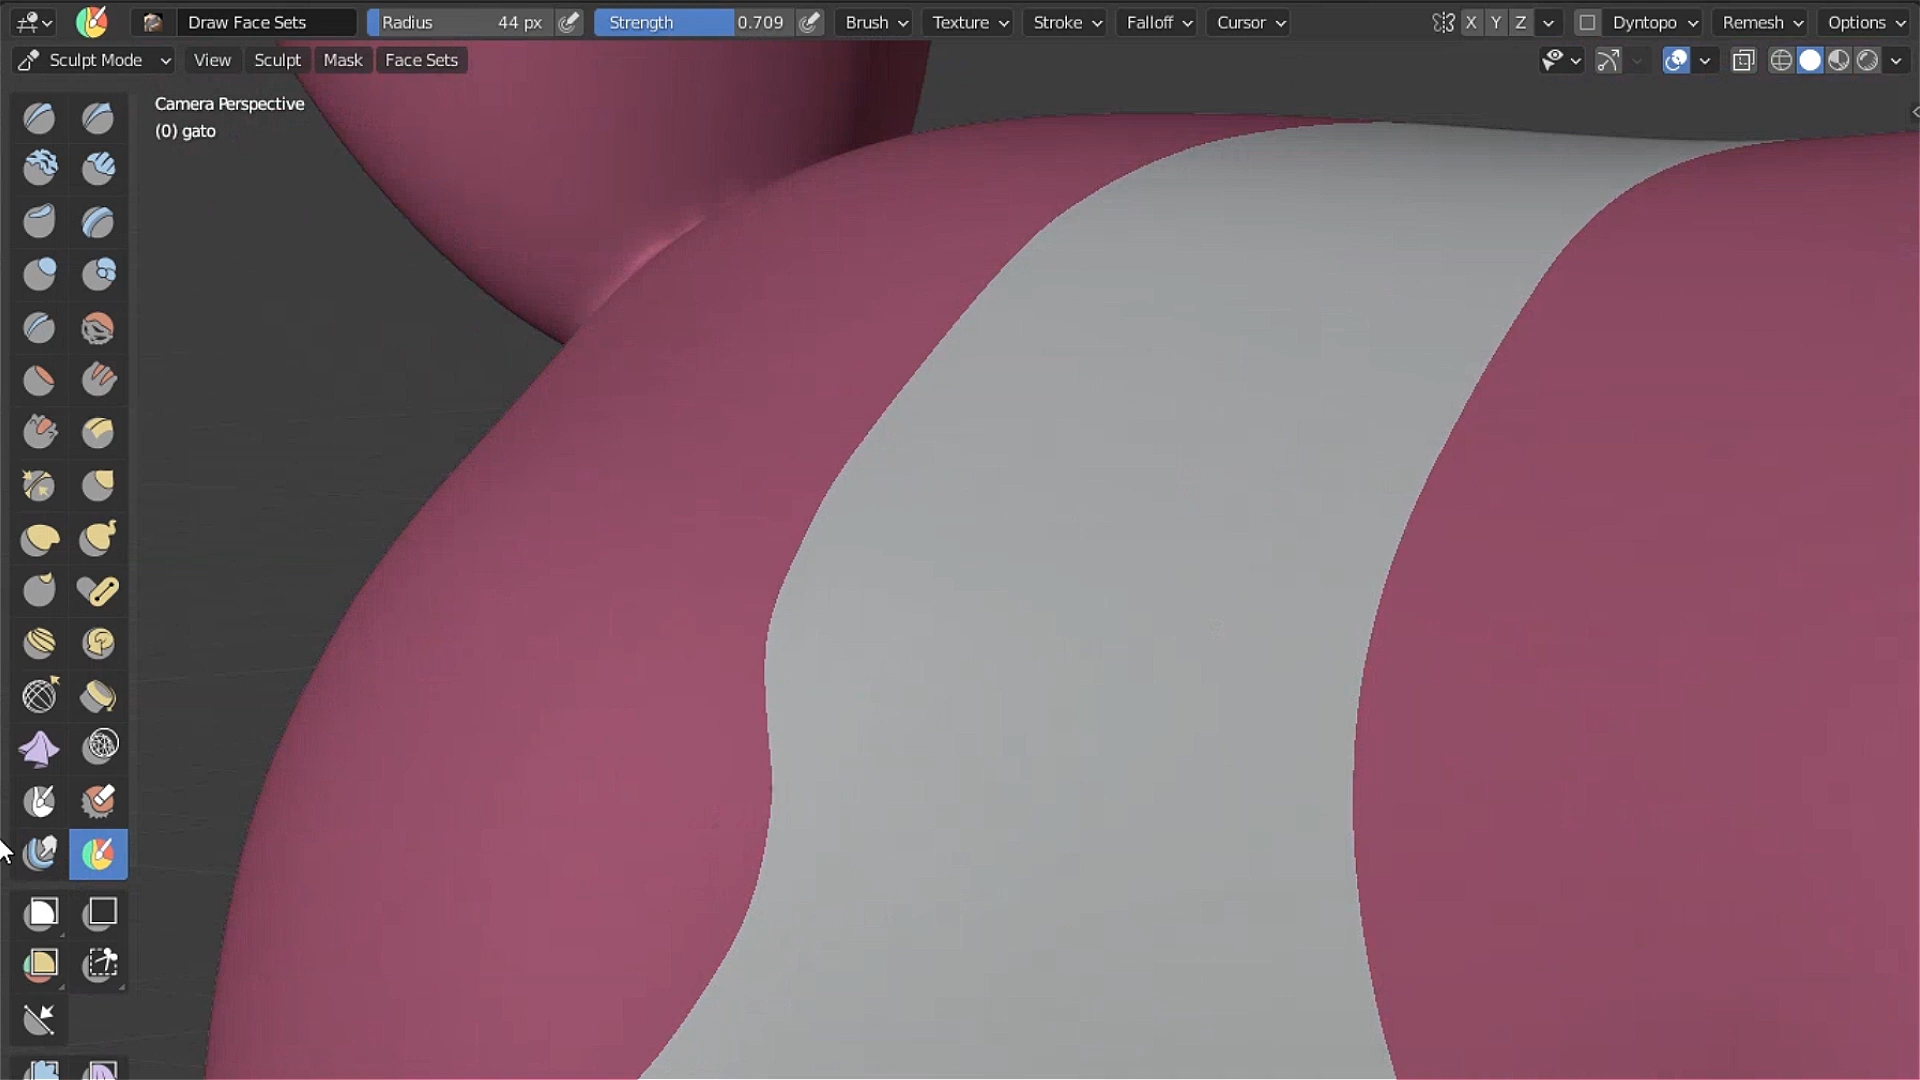 Draw Face Sets Radius 44 px Strength 0.709 Brush Texture Stroke Falloff Cursor X Y Z Dyntopo Remesh Options
Sculpt Mode View Sculpt Mask Face Sets
Camera Perspective
(0) gato